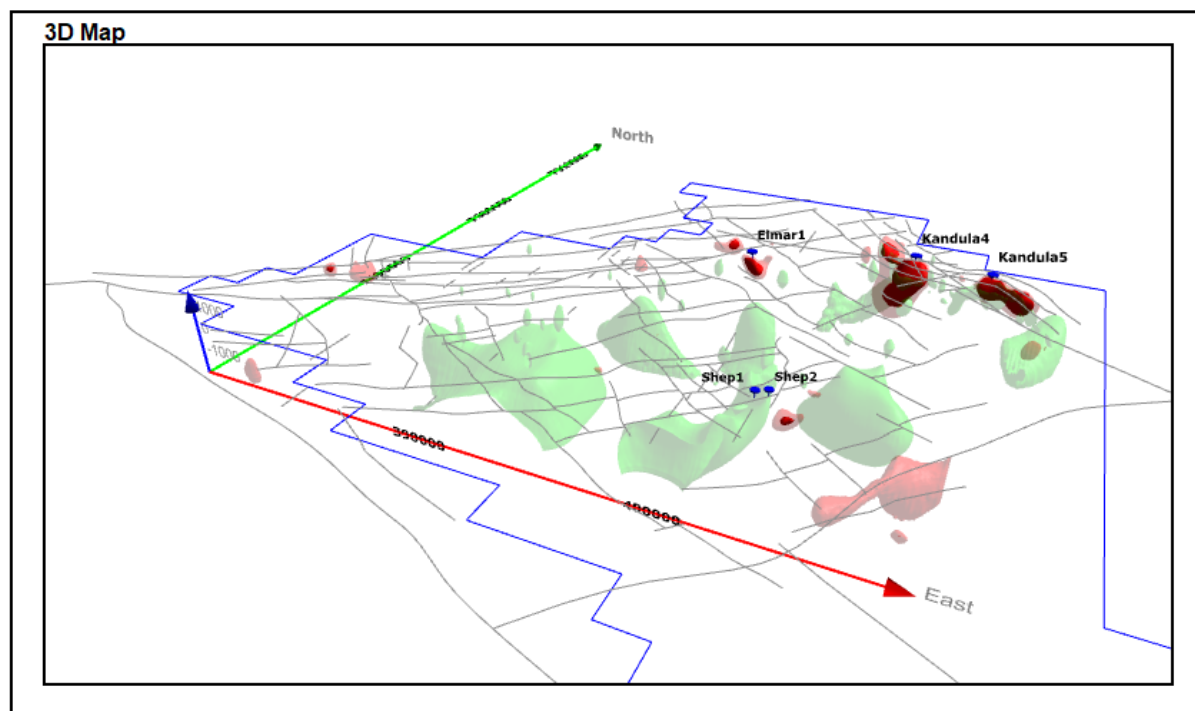 3D Map
North
Elmar1
Kandula4
Kandula5
-1000
Shep1
Shep2
390000
400000
East